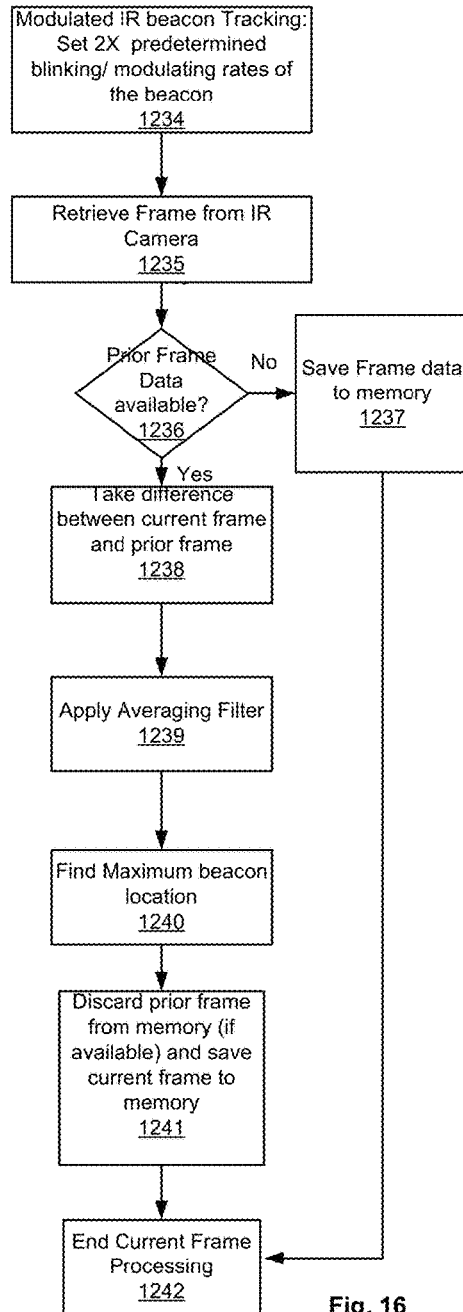 Modulated IR beacon Tracking:
Set 2X predetermined
blinking/ modulating rates of
the beacon
1234
Retrieve Frame from IR
Camera
1235
Prior Frame
Data
available?
1236
No
Save Frame data
to memory
1237
Yes
Take difference
between current frame
and prior frame
1238
Apply Averaging Filter
1239
Find Maximum beacon
location
1240
Discard prior frame
from memory (if
available) and save
current frame to
memory
1241
End Current Frame
Processing
1242
Fig. 16